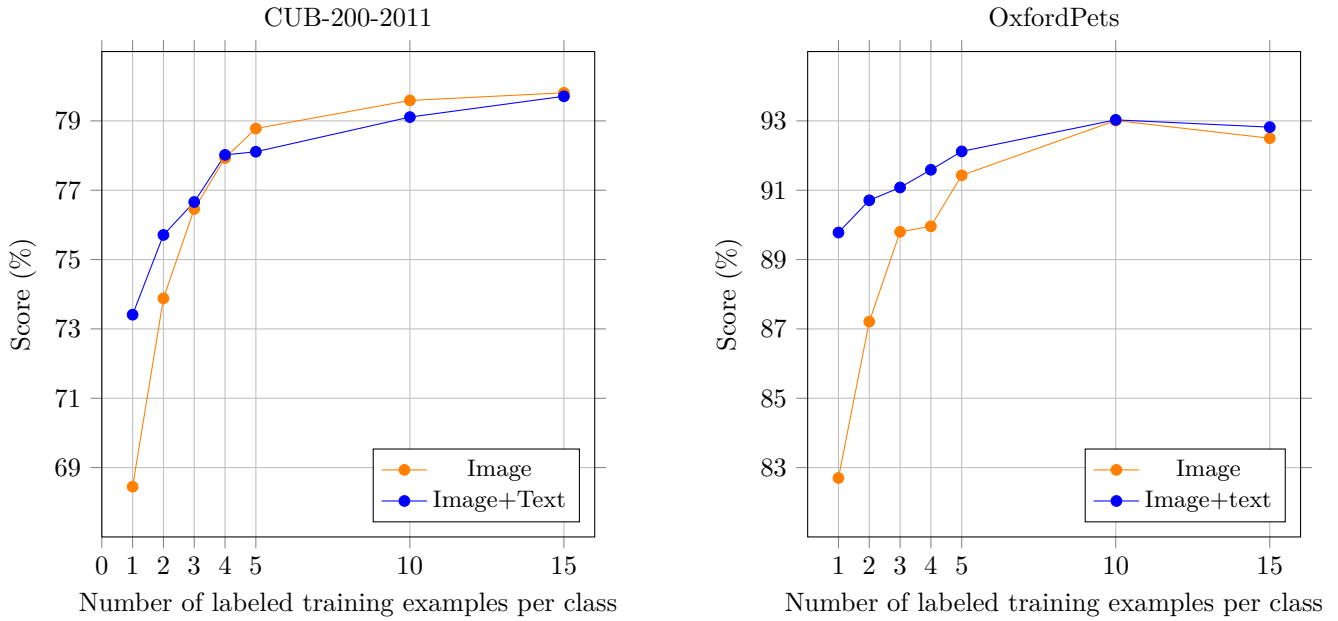 CUB-200-2011
Score (%)
79
77
75
73
71
69
0 1 2 3 4 5 10 15
Number of labeled training examples per class
Image
Image+Text
OxfordPets
Score (%)
93
91
89
87
85
83
1 2 3 4 5 10 15
Number of labeled training examples per class
Image
Image+text